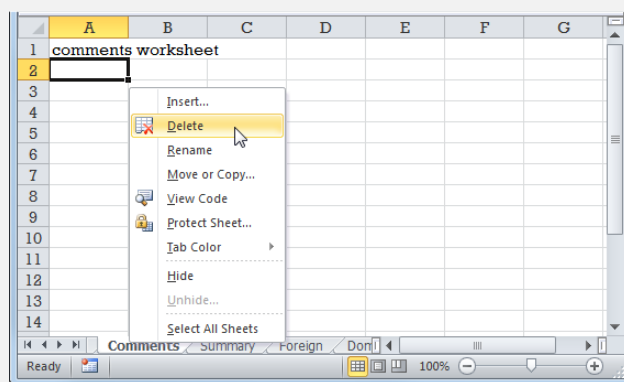 A B C D E F G
1 comments worksheet
2
3
4
5
6
7
8
9
10
11
12
13
14
Insert...
Delete
Rename
Move or Copy...
View Code
Protect Sheet...
Tab Color
Hide
Unhide...
Select All Sheets
Comments Summary Foreign Dom
Ready 100%